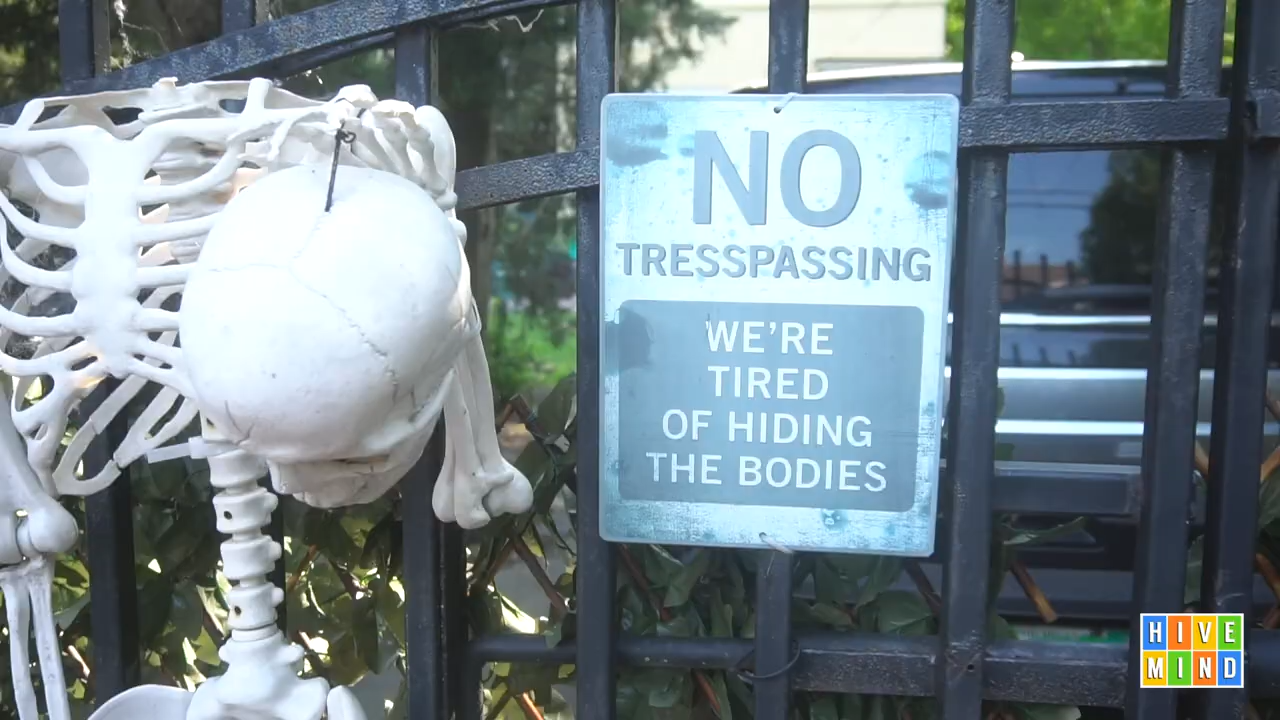 NO
TRESSPASSING
WE'RE
TIRED
OF HIDING
THE BODIES
HIVE
MIND